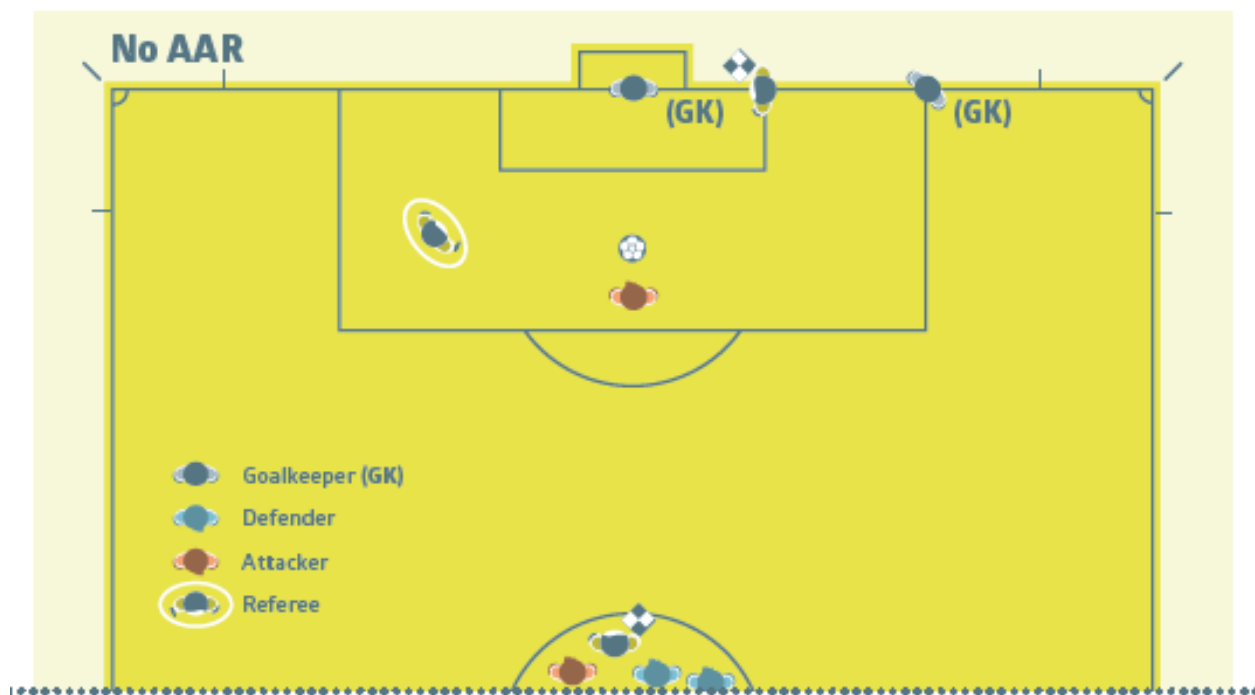 No AAR
(GK)
(GK)
Goalkeeper (GK)
Defender
Attacker
Referee